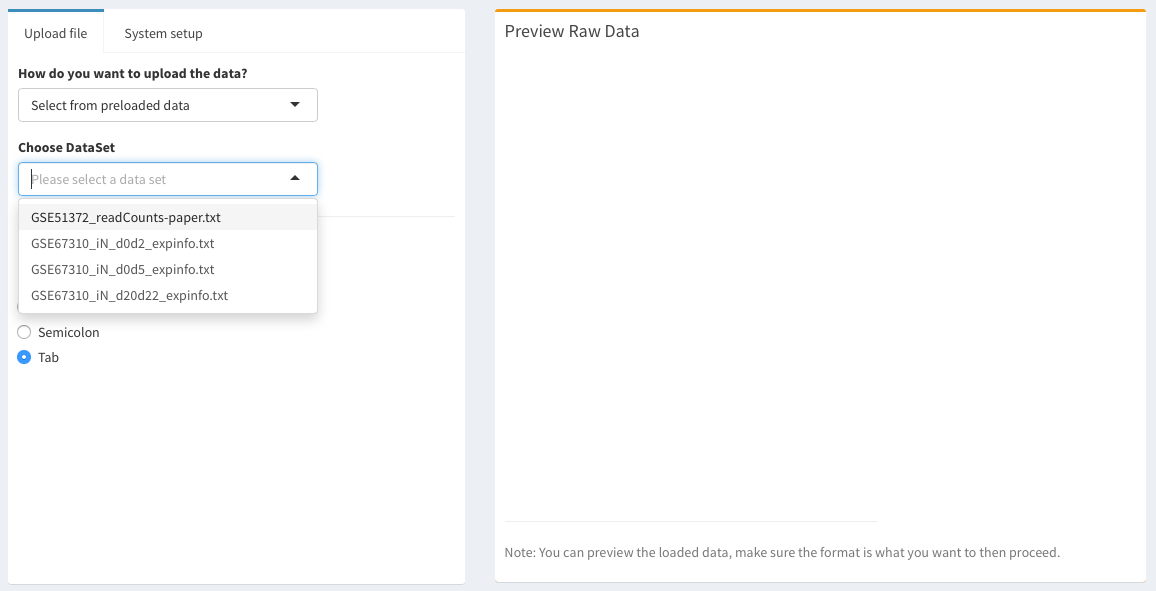 Upload file
System setup
How do you want to upload the data?
Select from preloaded data
Choose DataSet
Please select a data set
GSE51372_readCounts-paper.txt
GSE67310_iN_d0d2_expinfo.txt
GSE67310_iN_d0d5_expinfo.txt
GSE67310_iN_d20d22_expinfo.txt
Semicolon
Tab
Preview Raw Data
Note: You can preview the loaded data, make sure the format is what you want to then proceed.